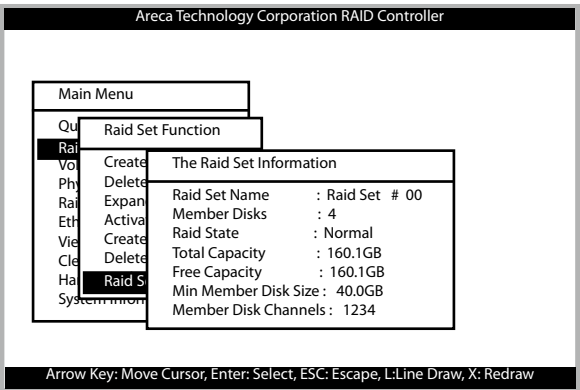 Areca Technology Corporation RAID Controller
Main Menu
Raid Set Function
Create
Delete
Create
Delete
The Raid Set Information
Raid Set Name : Raid Set # 00
Member Disks : 4
Raid State : Normal
Total Capacity : 160.1GB
Free Capacity : 160.1GB
Min Member Disk Size : 40.0GB
Member Disk Channels : 1234
Arrow Key: Move Cursor, Enter: Select, ESC: Escape, L:Line Draw, X: Redraw